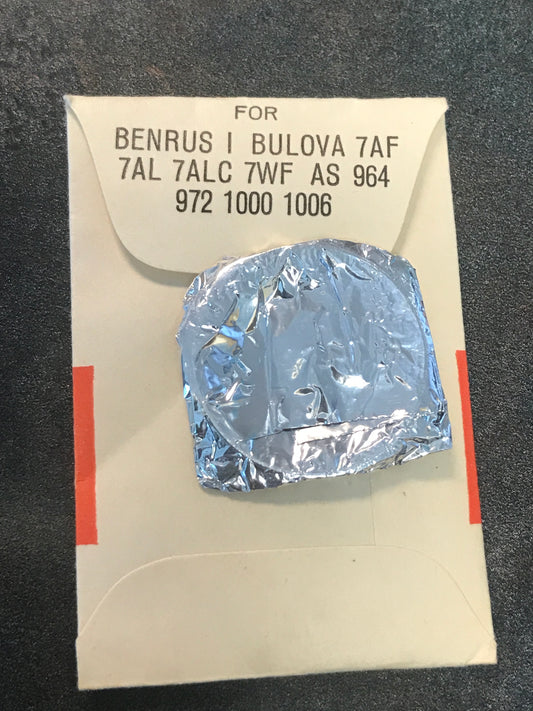 FOR
BENRUS I BULOVA 7AF
7AL 7ALC 7WF AS 964
972 1000 1006